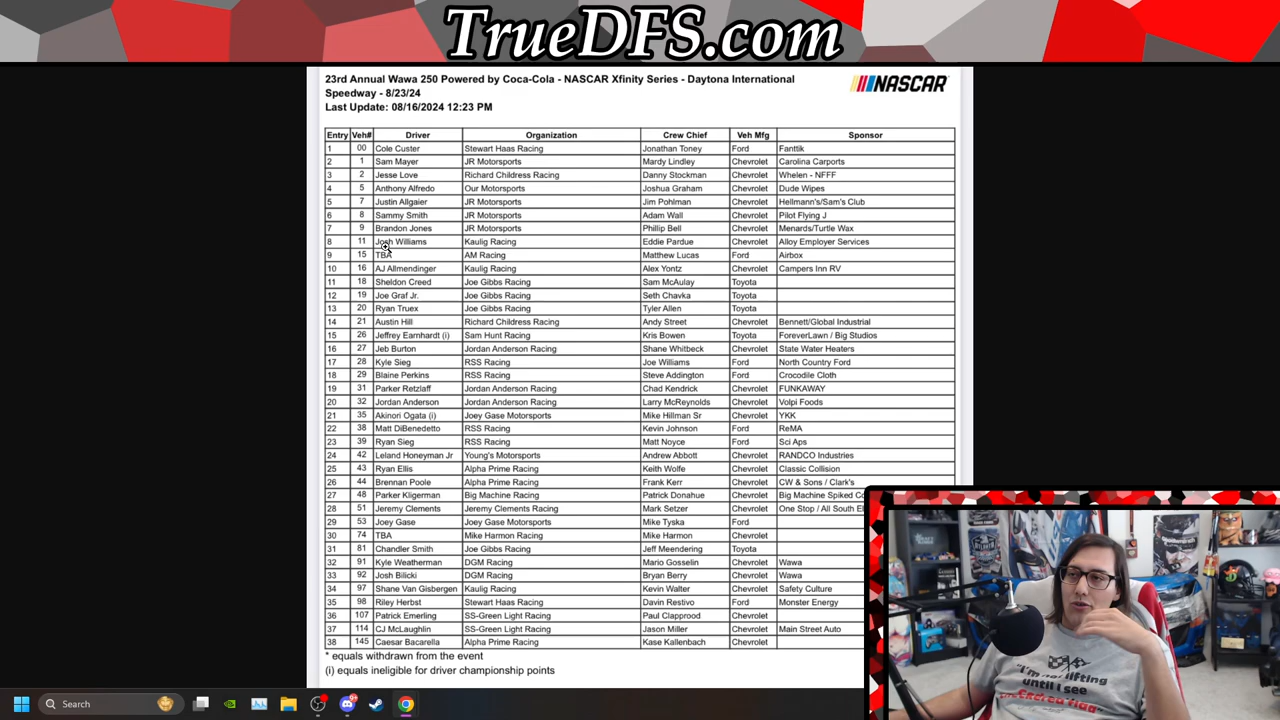 TrueDFS.com
23rd Annual Wawa 250 Powered by Coca-Cola - NASCAR Xfinity Series - Daytona International
Speedway - 8/23/24
Last Update: 08/16/2024 12:23 PM
NASCAR
Entry Veh# Driver Organization Crew Chief Veh Mfg Sponsor
1 00 Cole Custer Stewart Haas Racing Jonathan Toney Ford Fanttik
2 1 Sam Mayer JR Motorsports Mardy Lindley Chevrolet Carolina Carports
3 2 Jesse Love Richard Childress Racing Danny Stockman Chevrolet Whelen - NFFF
4 5 Anthony Alfredo Our Motorsports Joshua Graham Chevrolet Dude Wipes
5 7 Justin Allgaier JR Motorsports Jim Pohlman Chevrolet Hellmann's/Sam's Club
6 8 Sammy Smith JR Motorsports Adam Wall Chevrolet Pilot Flying J
7 9 Brandon Jones JR Motorsports Phillip Bell Chevrolet Menards/Turtle Wax
8 11 Josh Williams Kaulig Racing Eddie Pardue Chevrolet Alloy Employer Services
9 15 TBA AM Racing Matthew Lucas Ford Airbox
10 16 AJ Allmendinger Kaulig Racing Alex Yontz Chevrolet Campers Inn RV
11 18 Sheldon Creed Joe Gibbs Racing Sam McAulay Toyota
12 19 Joe Graf Jr. Joe Gibbs Racing Seth Chavka Toyota
13 20 Ryan Truex Joe Gibbs Racing Tyler Allen Toyota
14 21 Austin Hill Richard Childress Racing Andy Street Chevrolet Bennett/Global Industrial
15 26 Jeffrey Earnhardt (i) Sam Hunt Racing Kris Bowen Toyota ForeverLawn / Big Studios
16 27 Jeb Burton Jordan Anderson Racing Shane Whitbeck Chevrolet State Water Heaters
17 28 Kyle Sieg RSS Racing Joe Williams Ford North Country Ford
18 29 Blaine Perkins RSS Racing Steve Addington Ford Crocodile Cloth
19 31 Parker Retzlaff Jordan Anderson Racing Chad Kendrick Chevrolet FUNKAWAY
20 32 Jordan Anderson Jordan Anderson Racing Larry McReynolds Chevrolet Volpi Foods
21 35 Akinori Ogata (i) Joey Gase Motorsports Mike Hillman Sr Chevrolet YKK
22 38 Matt DiBenedetto RSS Racing Kevin Johnson Ford ReMA
23 39 Ryan Sieg RSS Racing Matt Noyce Ford Sci Aps
24 42 Leland Honeyman Jr Young's Motorsports Andrew Abbott Chevrolet RANDCO Industries
25 43 Ryan Ellis Alpha Prime Racing Keith Wolfe Chevrolet Classic Collision
26 44 Brennan Poole Alpha Prime Racing Frank Kerr Chevrolet CW & Sons / Clark's
27 48 Parker Kligerman Big Machine Racing Patrick Donahue Chevrolet Big Machine Spiked
28 51 Jeremy Clements Jeremy Clements Racing Mark Setzer Chevrolet One Stop / All South
29 53 Joey Gase Joey Gase Motorsports Mike Tyska Ford
30 74 TBA Mike Harmon Racing Mike Harmon Chevrolet
31 81 Chandler Smith Joe Gibbs Racing Jeff Meendering Toyota
32 91 Kyle Weatherman DGM Racing Mario Gosselin Chevrolet Wawa
33 92 Josh Bilicki DGM Racing Bryan Berry Chevrolet Wawa
34 97 Shane Van Gisbergen Kaulig Racing Kevin Walter Chevrolet Safety Culture
35 98 Riley Herbst Stewart Haas Racing Davin Restivo Ford Monster Energy
36 107 Patrick Emerling SS-Green Light Racing Paul Clapprood Chevrolet
37 114 CJ McLaughlin SS-Green Light Racing Jason Miller Chevrolet Main Street Auto
38 145 Caesar Bacarella Alpha Prime Racing Kase Kallenbach Chevrolet
* equals withdrawn from the event
(i) equals ineligible for driver championship points
"I'm not lifting
until I see
Search